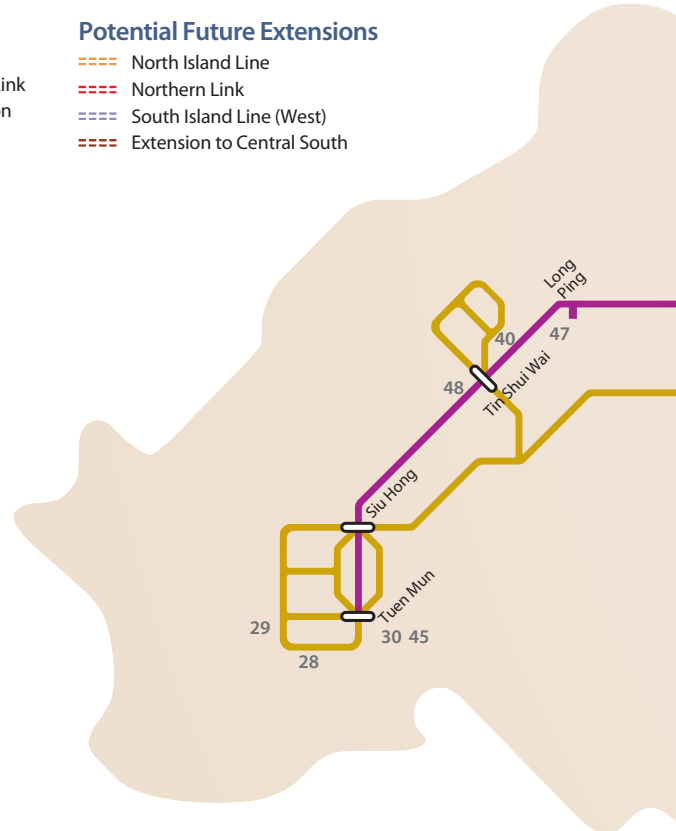 Potential Future Extensions
North Island Line
Northern Link
South Island Line (West)
Extension to Central South
Long
Ping
47
40
48
Tin Shui Wai
Siu Hong
Tuen Mun
29
30 45
28